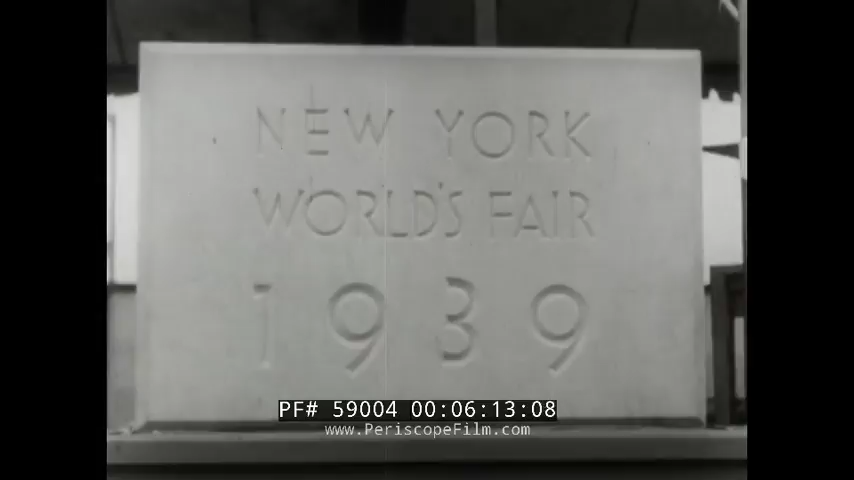 NEW YORK
WORLD'S FAIR
1939
PF# 59004 00:06:13:08
www.PeriscopeFilm.com